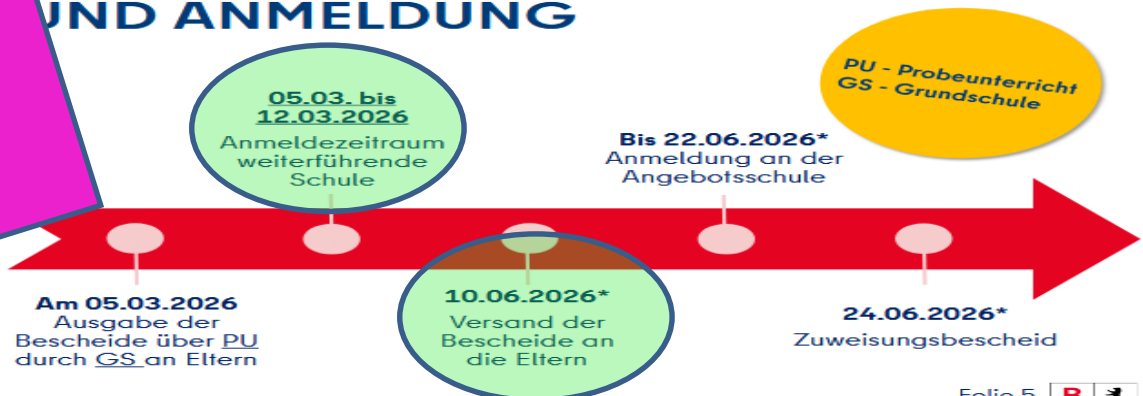 UND ANMELDUNG
PU - Probeunterricht
GS - Grundschule
05.03. bis
12.03.2026
Anmeldezeitraum
weiterführende
Schule
Bis 22.06.2026*
Anmeldung an der
Angebotsschule
Am 05.03.2026
Ausgabe der
Bescheide über PU
durch GS an Eltern
10.06.2026*
Versand der
Bescheide an
die Eltern
24.06.2026*
Zuweisungsbescheid
Folie 5
B